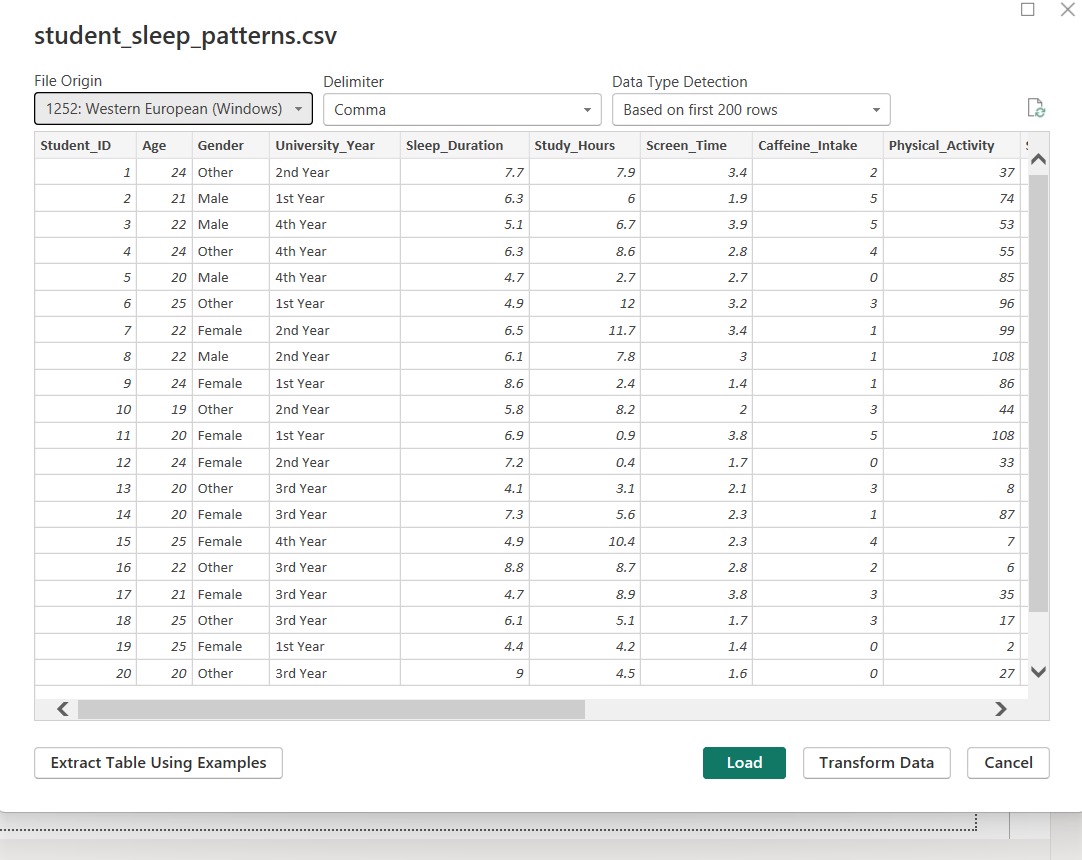 student_sleep_patterns.csv
File Origin Delimiter Data Type Detection
1252: Western European (Windows) Comma Based on first 200 rows
Student_ID Age Gender University_Year Sleep_Duration Study_Hours Screen_Time Caffeine_Intake Physical_Activity
1 24 Other 2nd Year 7.7 7.9 3.4 2 37
2 21 Male 1st Year 6.3 6 1.9 5 74
3 22 Male 4th Year 5.1 6.7 3.9 5 53
4 24 Other 4th Year 6.3 8.6 2.8 4 55
5 20 Male 4th Year 4.7 2.7 2.7 0 85
6 25 Other 1st Year 4.9 12 3.2 3 96
7 22 Female 2nd Year 6.5 11.7 3.4 1 99
8 22 Male 2nd Year 6.1 7.8 3 1 108
9 24 Female 1st Year 8.6 2.4 1.4 1 86
10 19 Other 2nd Year 5.8 8.2 2 3 44
11 20 Female 1st Year 6.9 0.9 3.8 5 108
12 24 Female 2nd Year 7.2 0.4 1.7 0 33
13 20 Other 3rd Year 4.1 3.1 2.1 3 8
14 20 Female 3rd Year 7.3 5.6 2.3 1 87
15 25 Female 4th Year 4.9 10.4 2.3 4 7
16 22 Other 3rd Year 8.8 8.7 2.8 2 6
17 21 Female 3rd Year 4.7 8.9 3.8 3 35
18 25 Other 3rd Year 6.1 5.1 1.7 3 17
19 25 Female 1st Year 4.4 4.2 1.4 0 2
20 20 Other 3rd Year 9 4.5 1.6 0 27
Extract Table Using Examples Load Transform Data Cancel